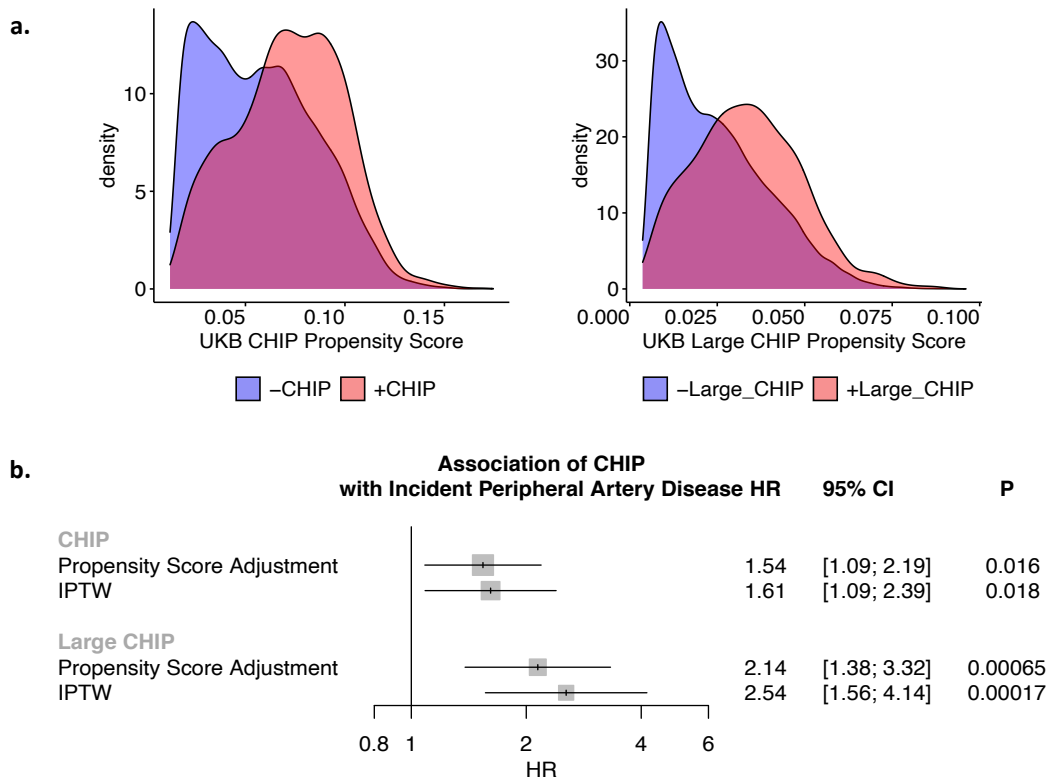 a.
density
10
5
0
0.05 0.10 0.15
UKB CHIP Propensity Score
−CHIP +CHIP
density
30
20
10
0
0.000 0.025 0.050 0.075 0.100
UKB Large CHIP Propensity Score
−Large_CHIP +Large_CHIP
b.
Association of CHIP
with Incident Peripheral Artery Disease HR 95% CI P
CHIP
Propensity Score Adjustment 1.54 [1.09; 2.19] 0.016
IPTW 1.61 [1.09; 2.39] 0.018
Large CHIP
Propensity Score Adjustment 2.14 [1.38; 3.32] 0.00065
IPTW 2.54 [1.56; 4.14] 0.00017
0.8 1 2 4 6
HR